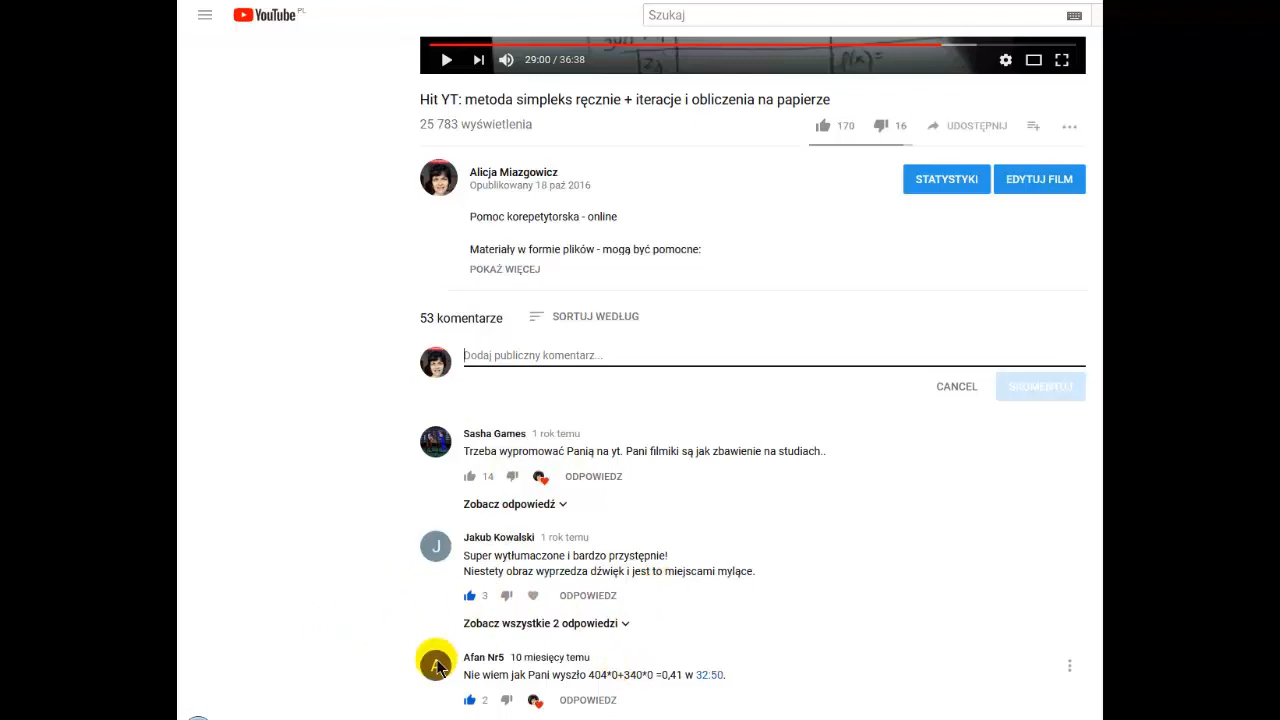 YouTube PL
Szukaj
29:00 / 36:38
Hit YT: metoda simpleks ręcznie + iteracje i obliczenia na papierze
25 783 wyświetlenia
170
16
UDOSTĘPNIJ
Alicja Miazgowicz
Opublikowany 18 paź 2016
STATYSTYKI
EDYTUJ FILM
Pomoc korepetytorska - online
Materiały w formie plików - mogą być pomocne:
POKAŻ WIĘCEJ
53 komentarze
SORTUJ WEDŁUG
Dodaj publiczny komentarz...
CANCEL
SKOMENTUJ
Sasha Games 1 rok temu
Trzeba wypromować Panią na yt. Pani filmiki są jak zbawienie na studiach..
14
ODPOWIEDZ
Zobacz odpowiedź
J
Jakub Kowalski 1 rok temu
Super wytłumaczone i bardzo przystępnie!
Niestety obraz wyprzedza dźwięk i jest to miejscami mylące.
3
ODPOWIEDZ
Zobacz wszystkie 2 odpowiedzi
A
Afan Nr5 10 miesięcy temu
Nie wiem jak Pani wyszło 404*0+340*0 =0,41 w 32:50.
2
ODPOWIEDZ